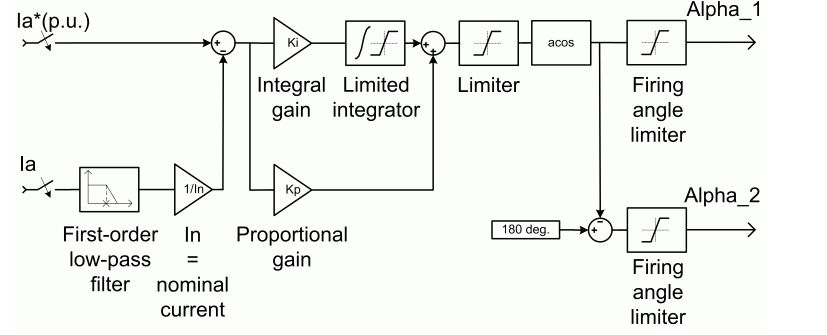 Ia*(p.u.)
Alpha_1
Ki
acos
Integral
gain
Limited
integrator
Limiter
Firing
angle
limiter
Ia
1/In
Kp
Alpha_2
180 deg.
First-order
low-pass
filter
In
=
nominal
current
Proportional
gain
Firing
angle
limiter